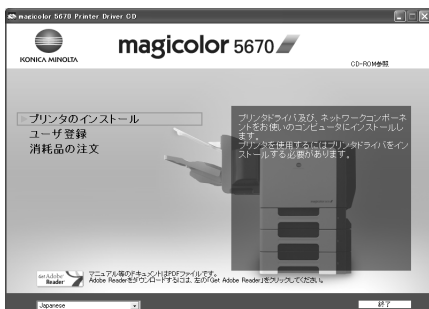 magicolor 5670 Printer Driver CD
KONICA MINOLTA
magicolor 5670
CD-ROM参照
プリンタのインストール
ユーザ登録
消耗品の注文
プリンタドライバ及び、ネットワークコンポーネ
ントをお使いのコンピュータにインストールし
ます。
プリンタを使用するにはプリンタドライバをイン
ストールする必要があります。
Get Adobe
Reader
マニュアル等のドキュメントはPDFファイルです。
Adobe Readerをダウンロードするには、左の「Get Adobe Reader」をクリックしてください。
Japanese
終了